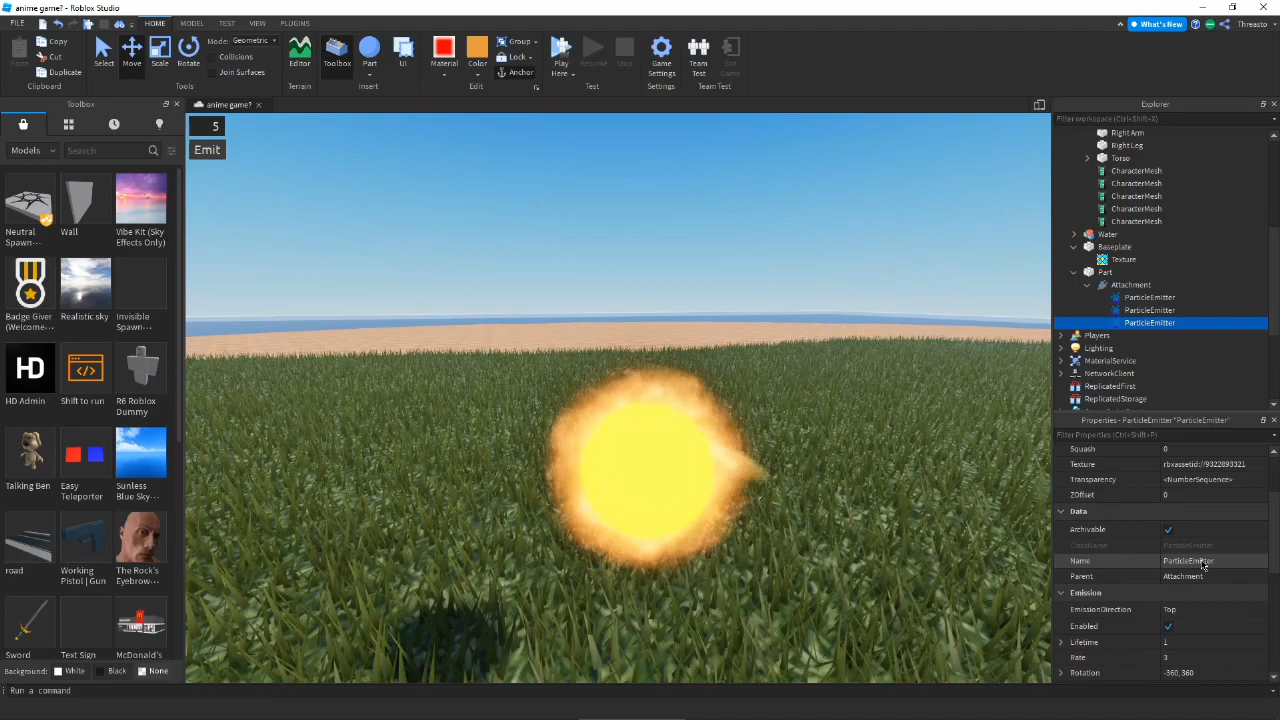 anime game? - Roblox Studio
FILE
HOME
MODEL
TEST
VIEW
PLUGINS
What's New
Threasto
Paste
Copy
Cut
Duplicate
Clipboard
Select
Move
Scale
Rotate
Mode: Geometric
Collisions
Join Surfaces
Tools
Editor
Terrain
Toolbox
Part
UI
Insert
Material
Color
Group
Lock
Anchor
Edit
Play
Here
Resume
Stop
Test
Game
Settings
Settings
Team
Test
Exit
Game
Team Test
Toolbox
anime game?
Models
Search
Neutral
Spawn...
Wall
Vibe Kit (Sky
Effects Only)
Badge Giver
(Welcome...
Realistic sky
Invisible
Spawn...
HD
HD Admin
Shift to run
R6 Roblox
Dummy
Talking Ben
Easy
Teleporter
Sunless
Blue Sky...
road
Working
Pistol | Gun
The Rock's
Eyebrow...
Sword
Text Sign
McDonald's
Background: White Black None
Run a command
5
Emit
Explorer
Filter workspace (Ctrl+Shift+X)
Right Arm
Right Leg
Torso
CharacterMesh
CharacterMesh
CharacterMesh
CharacterMesh
CharacterMesh
Water
Baseplate
Texture
Part
Attachment
ParticleEmitter
ParticleEmitter
ParticleEmitter
Players
Lighting
MaterialService
NetworkClient
ReplicatedFirst
ReplicatedStorage
Properties - ParticleEmitter "ParticleEmitter"
Filter Properties (Ctrl+Shift+P)
Squash 0
Texture rbxassetid://9322893321
Transparency <NumberSequence>
ZOffset 0
Data
Archivable
ClassName ParticleEmitter
Name ParticleEmitter
Parent Attachment
Emission
EmissionDirection Top
Enabled
Lifetime 1
Rate 3
Rotation -360,360